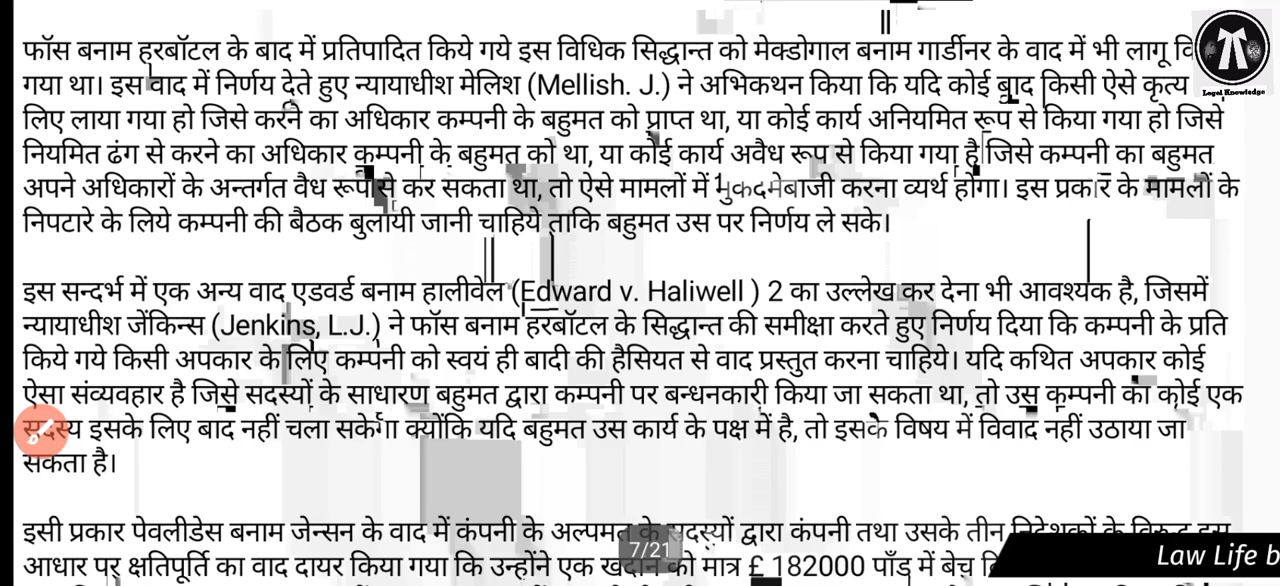 फॉस बनाम हरबॉटल के बाद में प्रतिपादित किये गये इस विधिक सिद्धान्त को मेक्डोगाल बनाम गार्डीनर के वाद में भी लागू
गया था। इस वाद में निर्णय देते हुए न्यायाधीश मेलिश (Mellish. J.) ने अभिकथन किया कि यदि कोई बाद किसी ऐसे कृत्य
लिए लाया गया हो जिसे करने का अधिकार कम्पनी के बहुमत को प्राप्त था, या कोई कार्य अनियमित रूप से किया गया हो जिसे
नियमित ढंग से करने का अधिकार कम्पनी के बहुमत को था, या कोई कार्य अवैध रूप से किया गया है जिसे कम्पनी का बहुमत
अपने अधिकारों के अन्तर्गत वैध रूप से कर सकता था, तो ऐसे मामलों में मुकदमेबाजी करना व्यर्थ होगा। इस प्रकार के मामलों के
निपटारे के लिये कम्पनी की बैठक बुलायी जानी चाहिये ताकि बहुमत उस पर निर्णय ले सके।
इस सन्दर्भ में एक अन्य वाद एडवर्ड बनाम हालीवेल (Edward v. Haliwell ) 2 का उल्लेख कर देना भी आवश्यक है, जिसमें
न्यायाधीश जेंकिन्स (Jenkins, L.J.) ने फॉस बनाम हरबॉटल के सिद्धान्त की समीक्षा करते हुए निर्णय दिया कि कम्पनी के प्रति
किये गये किसी अपकार के लिए कम्पनी को स्वयं ही बादी की हैसियत से वाद प्रस्तुत करना चाहिये। यदि कथित अपकार कोई
ऐसा संव्यवहार है जिसे सदस्यों के साधारण बहुमत द्वारा कम्पनी पर बन्धनकारी किया जा सकता था, तो उस कम्पनी का कोई एक
सदस्य इसके लिए बाद नहीं चला सकेगा क्योंकि यदि बहुमत उस कार्य के पक्ष में है, तो इसके विषय में विवाद नहीं उठाया जा
सकता है।
इसी प्रकार पेवलीडेस बनाम जेन्सन के वाद में कंपनी के अल्पमत के सदस्यों द्वारा कंपनी तथा उसके तीन निदेशकों के विरुद्ध इस
आधार पर क्षतिपूर्ति का वाद दायर किया गया कि उन्होंने एक खदान को मात्र £ 182000 पाँड में बेच
7/21
Legal Knowledge
Law Life b